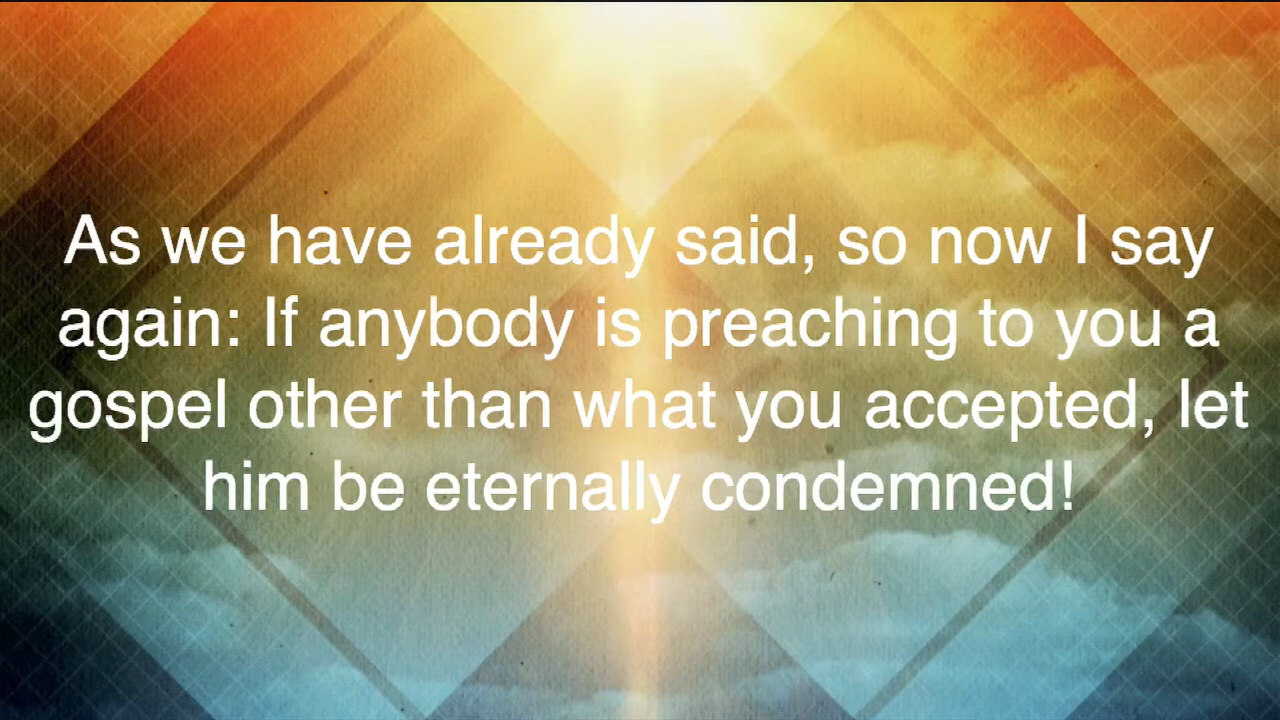 As we have already said, so now I say
again: If anybody is preaching to you a
gospel other than what you accepted, let
him be eternally condemned!